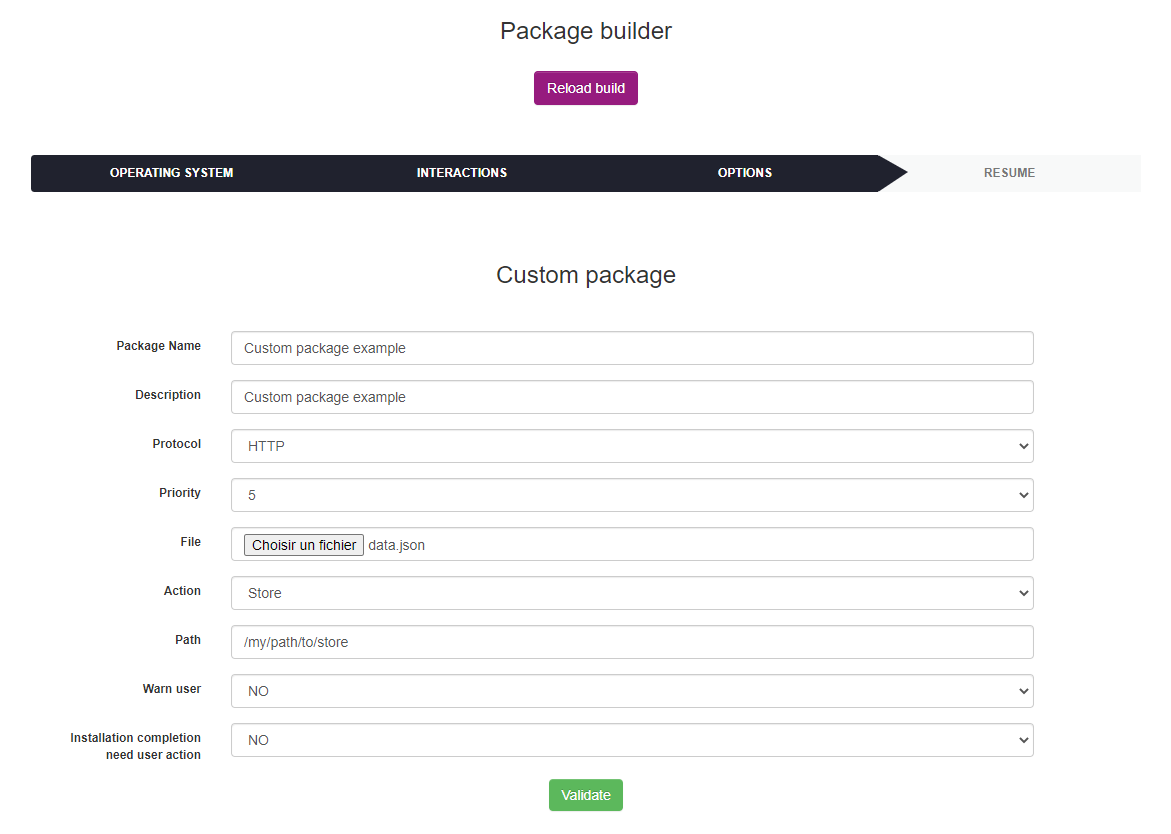 Package builder
Reload build
OPERATING SYSTEM INTERACTIONS OPTIONS RESUME
Custom package
Package Name Custom package example
Description Custom package example
Protocol HTTP
Priority 5
File Choisir un fichier data.json
Action Store
Path /my/path/to/store
Warn user NO
Installation completion
need user action NO
Validate